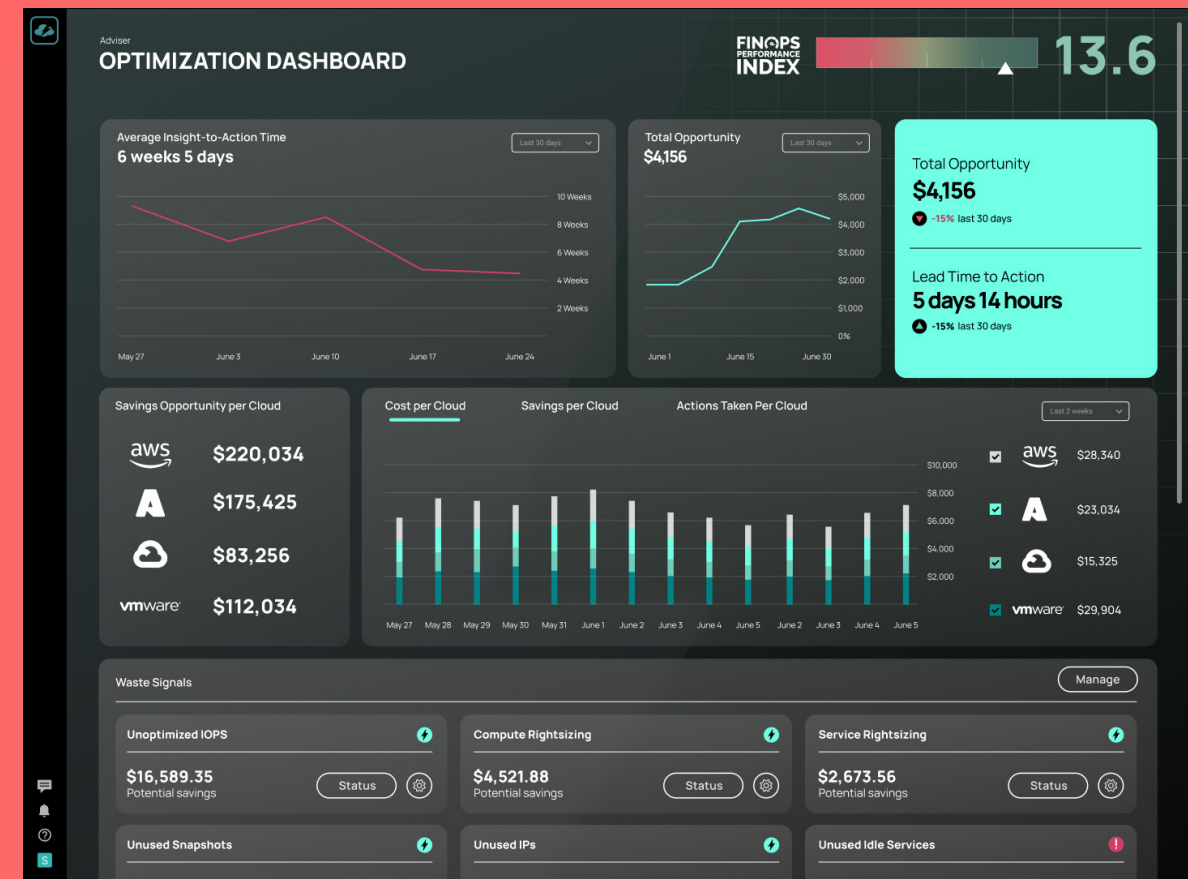 Adviser
OPTIMIZATION DASHBOARD
FINOPS
PERFORMANCE
INDEX
13.6
Average Insight-to-Action Time
6 weeks 5 days
Last 30 days
10 Weeks
8 Weeks
6 Weeks
4 Weeks
2 Weeks
May 27 June 3 June 10 June 17 June 24
Total Opportunity
$4,156
Last 30 days
$5,000
$4,000
$3,000
$2,000
$1,000
0%
June 1 June 15 June 30
Total Opportunity
$4,156
-15% last 30 days
Lead Time to Action
5 days 14 hours
-15% last 30 days
Savings Opportunity per Cloud
aws $220,034
$175,425
$83,256
vmware $112,034
Cost per Cloud Savings per Cloud Actions Taken Per Cloud
Last 2 weeks
$10,000
$8,000
$6,000
$4,000
$2,000
May 27 May 28 May 29 May 30 May 31 June 1 June 2 June 3 June 4 June 5 June 2 June 3 June 4 June 5
aws $28,340
$23,034
$15,325
vmware $29,904
Waste Signals
Manage
Unoptimized IOPS
$16,589.35
Potential savings
Status
Compute Rightsizing
$4,521.88
Potential savings
Status
Service Rightsizing
$2,673.56
Potential savings
Status
Unused Snapshots
Unused IPs
Unused Idle Services
!
?
S